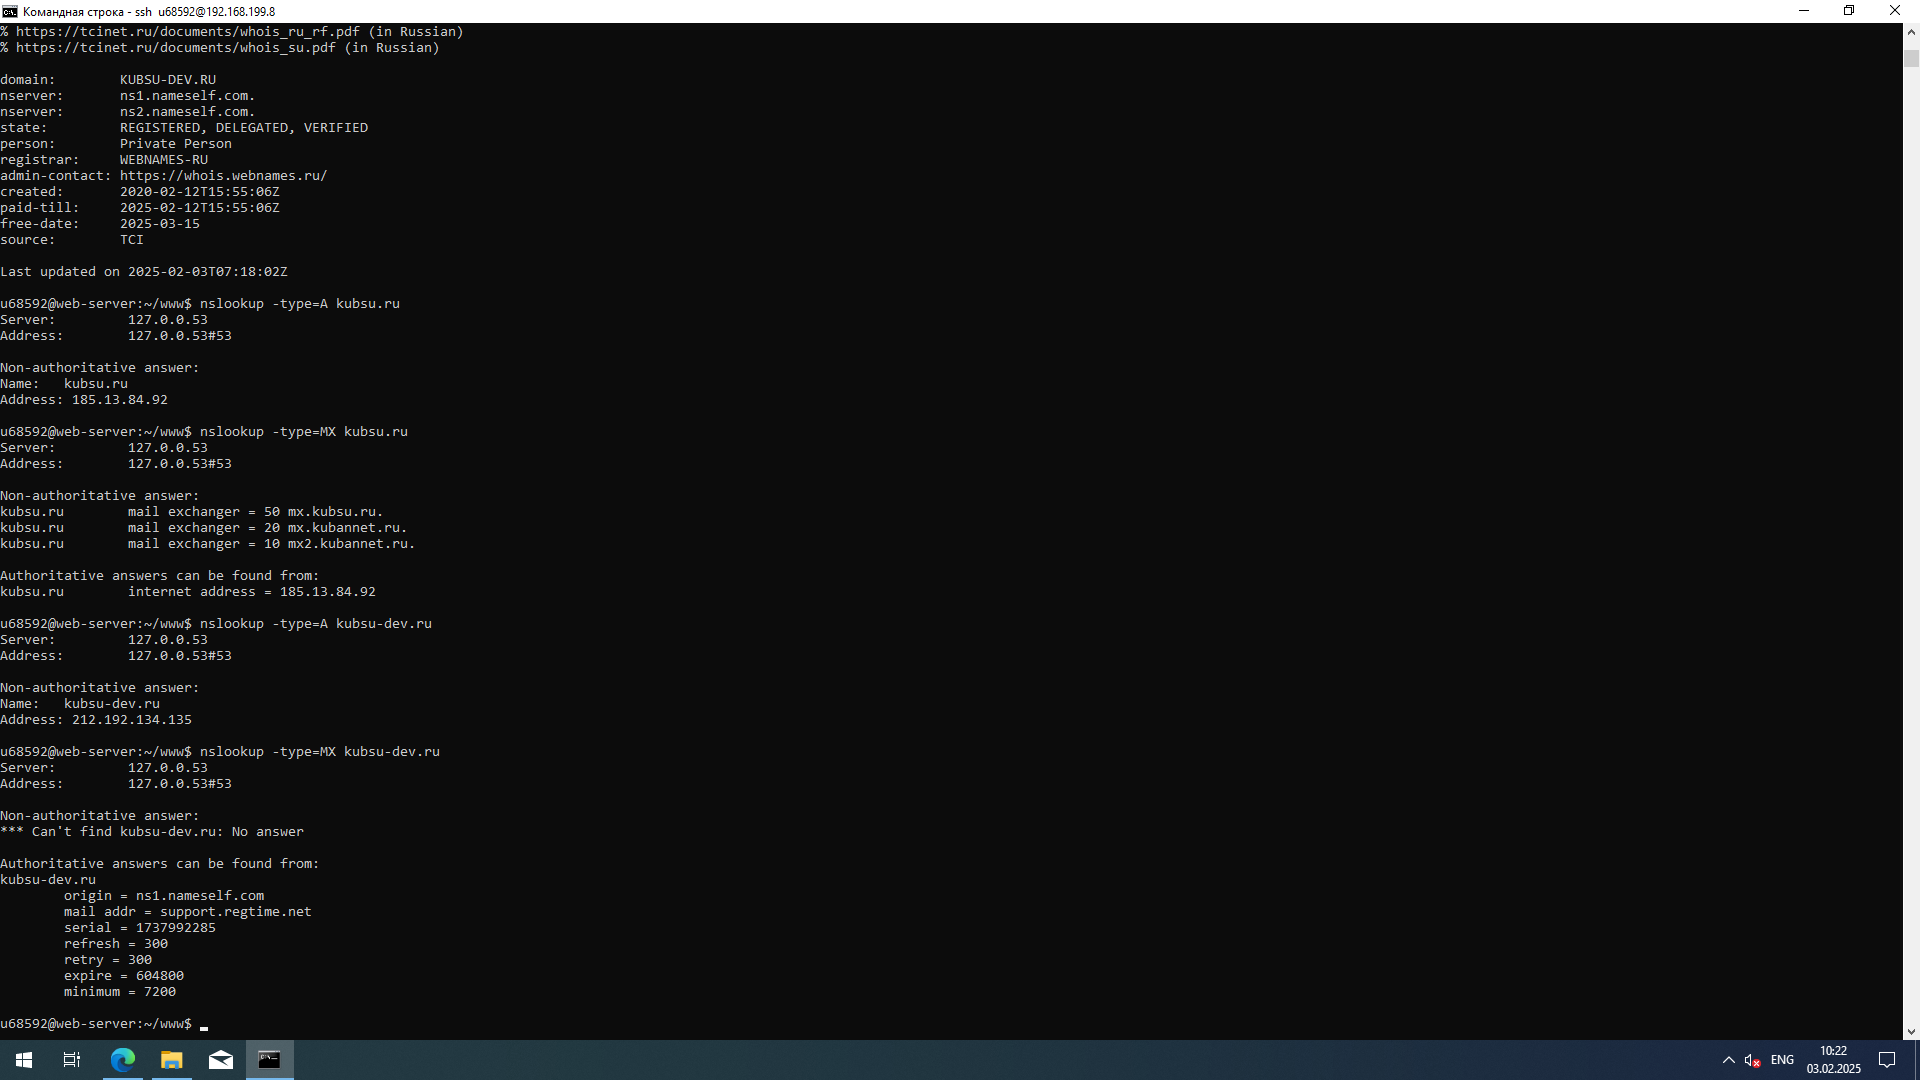 Командная строка - ssh  u68592@192.168.199.8
% https://tcinet.ru/documents/whois_ru_rf.pdf (in Russian)
% https://tcinet.ru/documents/whois_su.pdf (in Russian)
domain:        KUBSU-DEV.RU
nserver:       ns1.nameself.com.
nserver:       ns2.nameself.com.
state:         REGISTERED, DELEGATED, VERIFIED
person:        Private Person
registrar:     WEBNAMES-RU
admin-contact: https://whois.webnames.ru/
created:       2020-02-12T15:55:06Z
paid-till:     2025-02-12T15:55:06Z
free-date:     2025-03-15
source:        TCI
Last updated on 2025-02-03T07:18:02Z
u68592@web-server:~/www$ nslookup -type=A kubsu.ru
Server:         127.0.0.53
Address:        127.0.0.53#53
Non-authoritative answer:
Name:   kubsu.ru
Address: 185.13.84.92
u68592@web-server:~/www$ nslookup -type=MX kubsu.ru
Server:         127.0.0.53
Address:        127.0.0.53#53
Non-authoritative answer:
kubsu.ru        mail exchanger = 50 mx.kubsu.ru.
kubsu.ru        mail exchanger = 20 mx.kubannet.ru.
kubsu.ru        mail exchanger = 10 mx2.kubannet.ru.
Authoritative answers can be found from:
kubsu.ru        internet address = 185.13.84.92
u68592@web-server:~/www$ nslookup -type=A kubsu-dev.ru
Server:         127.0.0.53
Address:        127.0.0.53#53
Non-authoritative answer:
Name:   kubsu-dev.ru
Address: 212.192.134.135
u68592@web-server:~/www$ nslookup -type=MX kubsu-dev.ru
Server:         127.0.0.53
Address:        127.0.0.53#53
Non-authoritative answer:
*** Can't find kubsu-dev.ru: No answer
Authoritative answers can be found from:
kubsu-dev.ru
        origin = ns1.nameself.com
        mail addr = support.regtime.net
        serial = 1737992285
        refresh = 300
        retry = 300
        expire = 604800
        minimum = 7200
u68592@web-server:~/www$
ENG
10:22
03.02.2025